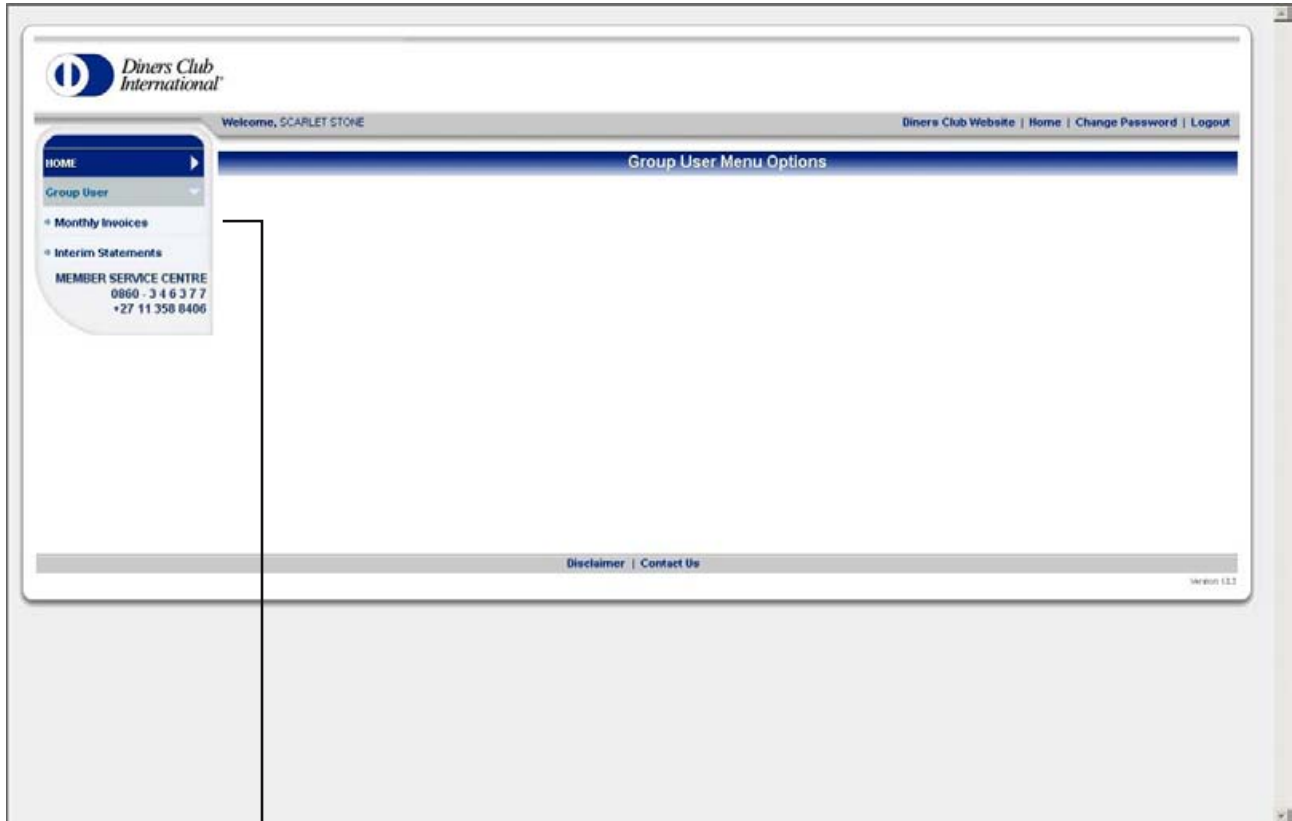 Diners Club
International
Welcome, SCARLET STONE
Diners Club Website | Home | Change Password | Logout
HOME
Group User Menu Options
Group User
Monthly Invoices
Interim Statements
MEMBER SERVICE CENTRE
0860 - 3 4 6 3 7 7
+27 11 358 8406
Disclaimer | Contact Us
Version